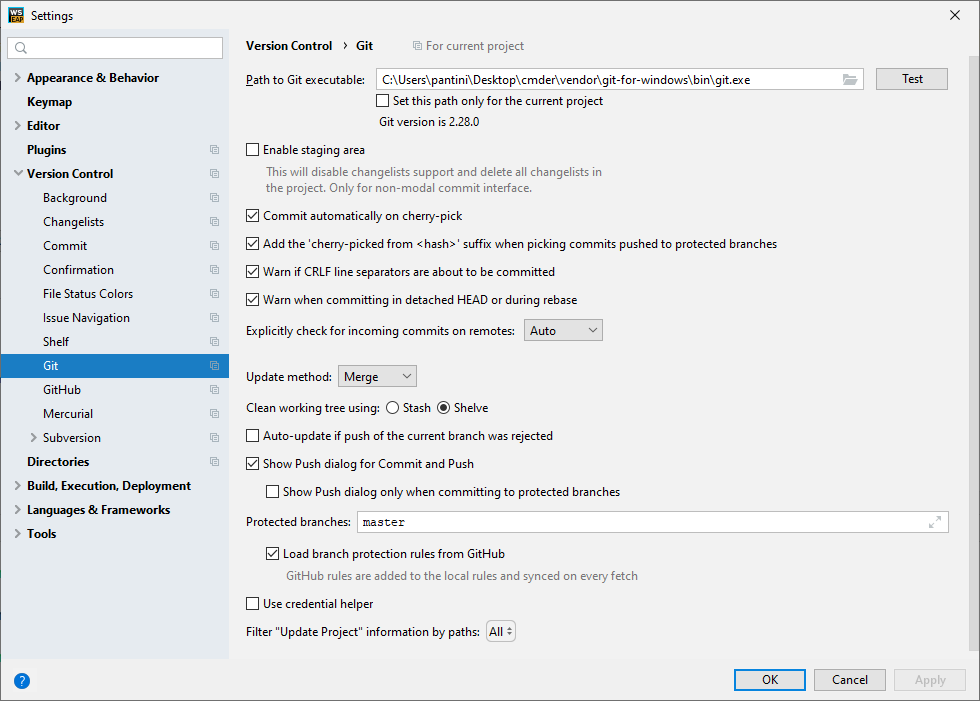 WS
EAP
Settings
Appearance & Behavior
Keymap
Editor
Plugins
Version Control
Background
Changelists
Commit
Confirmation
File Status Colors
Issue Navigation
Shelf
Git
GitHub
Mercurial
Subversion
Directories
Build, Execution, Deployment
Languages & Frameworks
Tools
Version Control › Git For current project
Path to Git executable: C:\Users\pantini\Desktop\cmder\vendor\git-for-windows\bin\git.exe Test
Set this path only for the current project
Git version is 2.28.0
Enable staging area
This will disable changelists support and delete all changelists in
the project. Only for non-modal commit interface.
Commit automatically on cherry-pick
Add the 'cherry-picked from <hash>' suffix when picking commits pushed to protected branches
Warn if CRLF line separators are about to be committed
Warn when committing in detached HEAD or during rebase
Explicitly check for incoming commits on remotes: Auto
Update method: Merge
Clean working tree using: Stash Shelve
Auto-update if push of the current branch was rejected
Show Push dialog for Commit and Push
Show Push dialog only when committing to protected branches
Protected branches: master
Load branch protection rules from GitHub
GitHub rules are added to the local rules and synced on every fetch
Use credential helper
Filter "Update Project" information by paths: All
? OK Cancel Apply